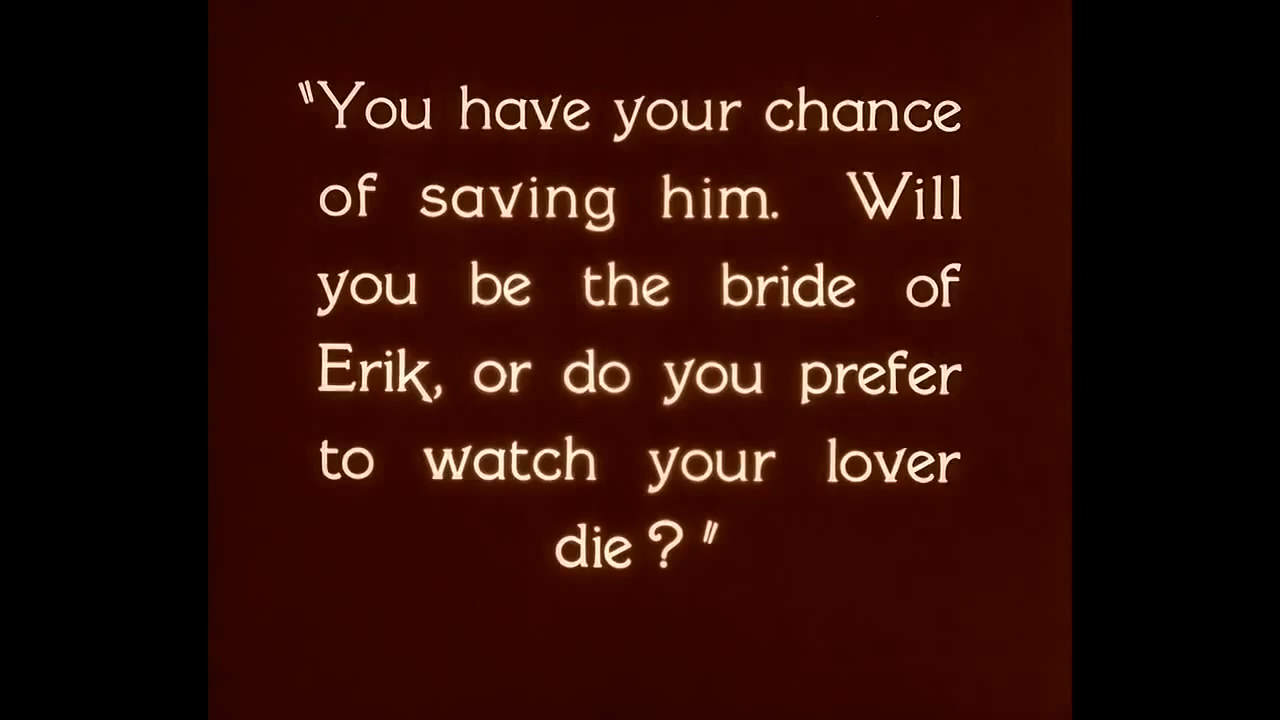 "You have your chance
of saving him. Will
you be the bride of
Erik, or do you prefer
to watch your lover
die?"